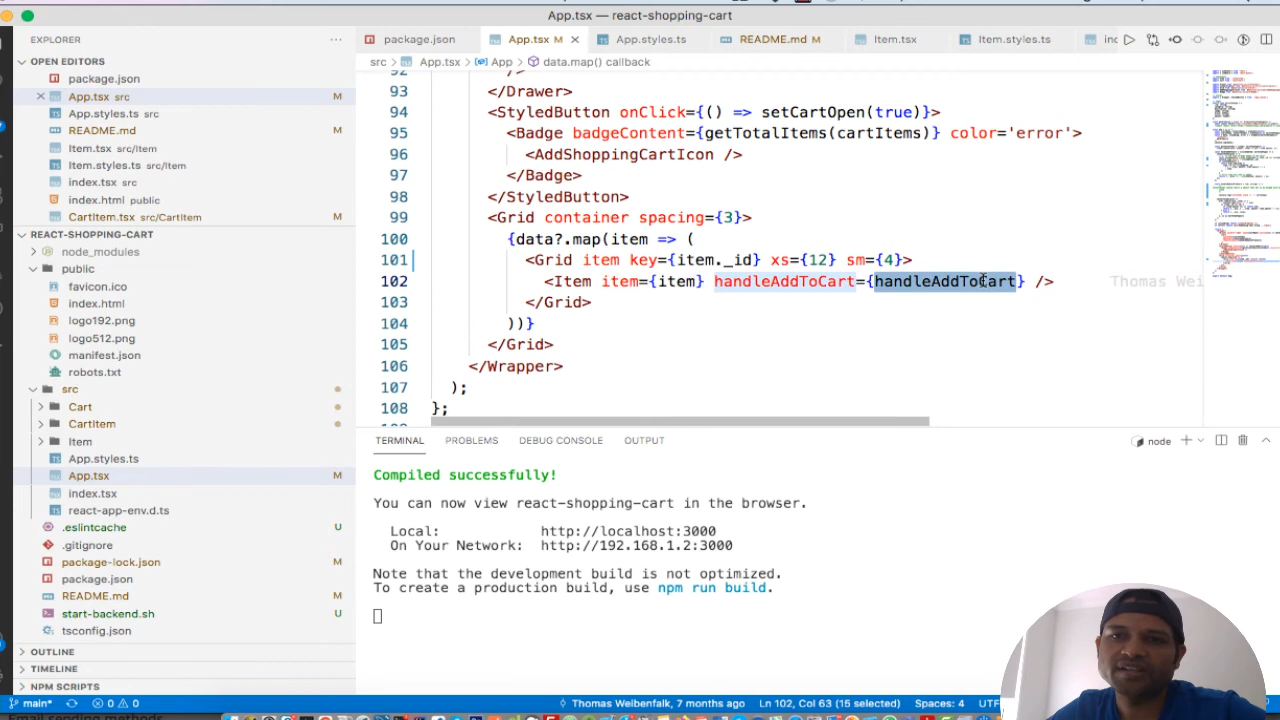 App.tsx — react-shopping-cart
EXPLORER
OPEN EDITORS
package.json
App.tsx src M
App.styles.ts src
README.md M
Item.tsx src/Item
Item.styles.ts src/Item
index.tsx src
index.html public
CartItem.tsx src/CartItem M
REACT-SHOPPING-CART
node_modules
public
favicon.ico
index.html
logo192.png
logo512.png
manifest.json
robots.txt
src
Cart
CartItem
Item
App.styles.ts
App.tsx M
index.tsx
react-app-env.d.ts
.eslintcache U
.gitignore
package-lock.json M
package.json
README.md M
start-backend.sh U
tsconfig.json
OUTLINE
TIMELINE
NPM SCRIPTS
package.json App.tsx M App.styles.ts README.md M Item.tsx Item.styles.ts
src App.tsx App data.map() callback
92 />
93 </Drawer>
94 <StyledButton onClick={() => setCartOpen(true)}>
95 <Badge badgeContent={getTotalItems(cartItems)} color='error'>
96 <AddShoppingCartIcon />
97 </Badge>
98 </StyledButton>
99 <Grid container spacing={3}>
100 {data?.map(item => (
101 <Grid item key={item._id} xs={12} sm={4}>
102 <Item item={item} handleAddToCart={handleAddToCart} /> Thomas Wei
103 </Grid>
104 ))}
105 </Grid>
106 </Wrapper>
107 );
108 };
TERMINAL PROBLEMS DEBUG CONSOLE OUTPUT node
Compiled successfully!
You can now view react-shopping-cart in the browser.
Local: http://localhost:3000
On Your Network: http://192.168.1.2:3000
Note that the development build is not optimized.
To create a production build, use npm run build.
main* 0 0 Thomas Weibenfalk, 7 months ago Ln 102, Col 63 (15 selected) Spaces: 4